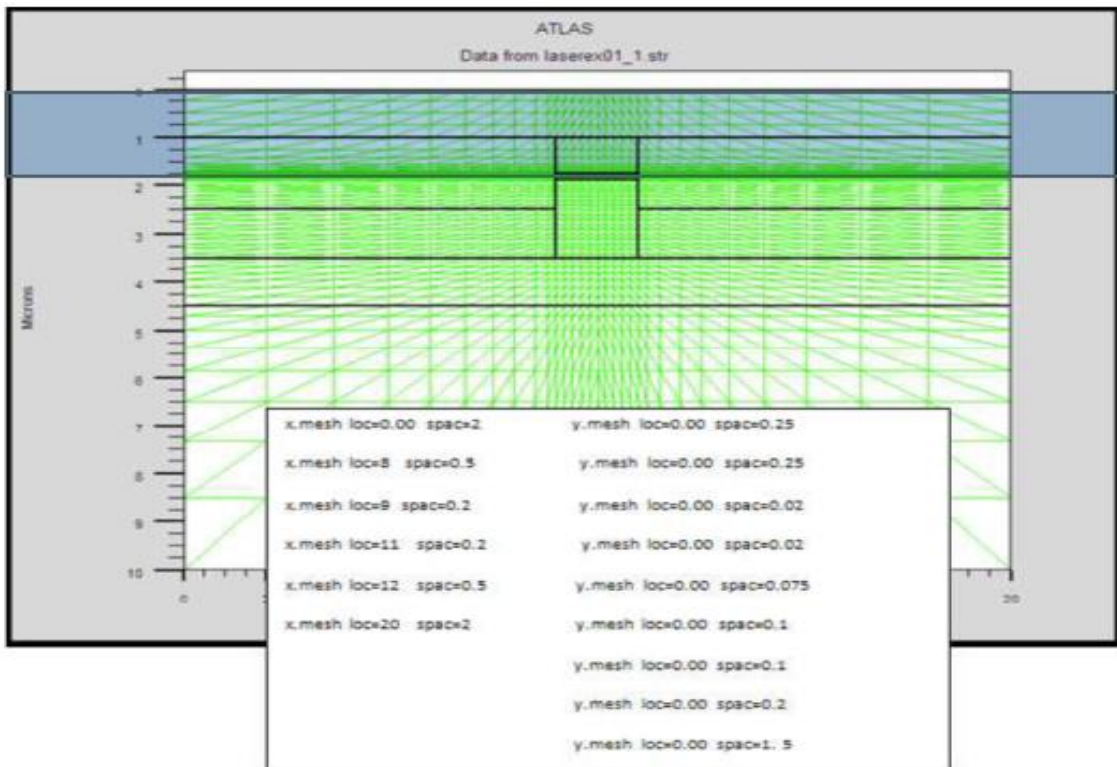 ATLAS
Data from laserex01_1.str
0
1
2
3
4
5
6
7
8
9
10
Microns
0
20
x.mesh loc=0.00 spac=2
y.mesh loc=0.00 spac=0.25
x.mesh loc=8 spac=0.5
y.mesh loc=0.00 spac=0.25
x.mesh loc=9 spac=0.2
y.mesh loc=0.00 spac=0.02
x.mesh loc=11 spac=0.2
y.mesh loc=0.00 spac=0.02
x.mesh loc=12 spac=0.5
y.mesh loc=0.00 spac=0.075
x.mesh loc=20 spac=2
y.mesh loc=0.00 spac=0.1
y.mesh loc=0.00 spac=0.1
y.mesh loc=0.00 spac=0.2
y.mesh loc=0.00 spac=1. 5